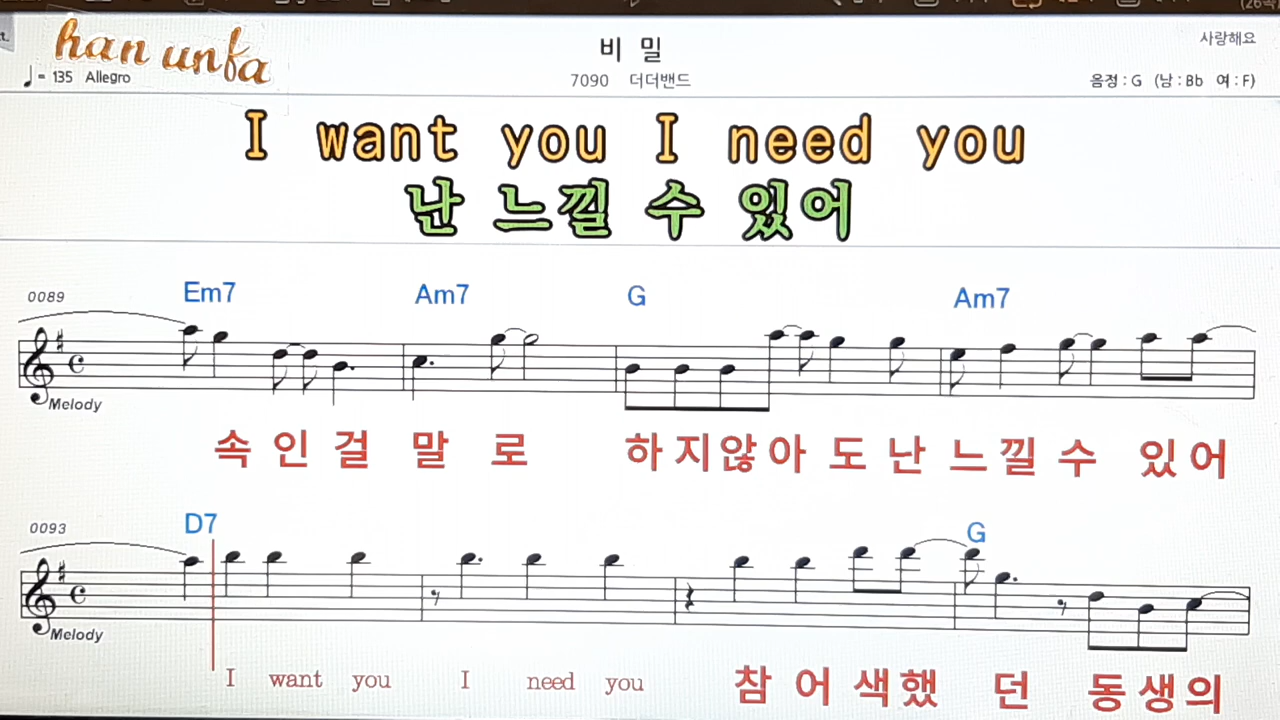 han unfa
비 밀
사랑해요
♩= 135 Allegro
7090 더더밴드
음정 : G (남 : Bb 여 : F)
I want you I need you
난 느낄 수 있어
0089
Em7 Am7 G Am7
Melody
속 인 걸 말 로 하 지 않 아 도 난 느 낄 수 있 어
0093
D7 G
Melody
I want you I need you 참 어 색 했 던 동 생 의